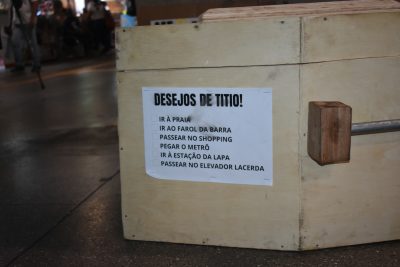 DESEJOS DE TITIO!
IR À PRAIA
IR AO FAROL DA BARRA
PASSEAR NO SHOPPING
PEGAR O METRÔ
IR À ESTAÇÃO DA LAPA
PASSEAR NO ELEVADOR LACERDA